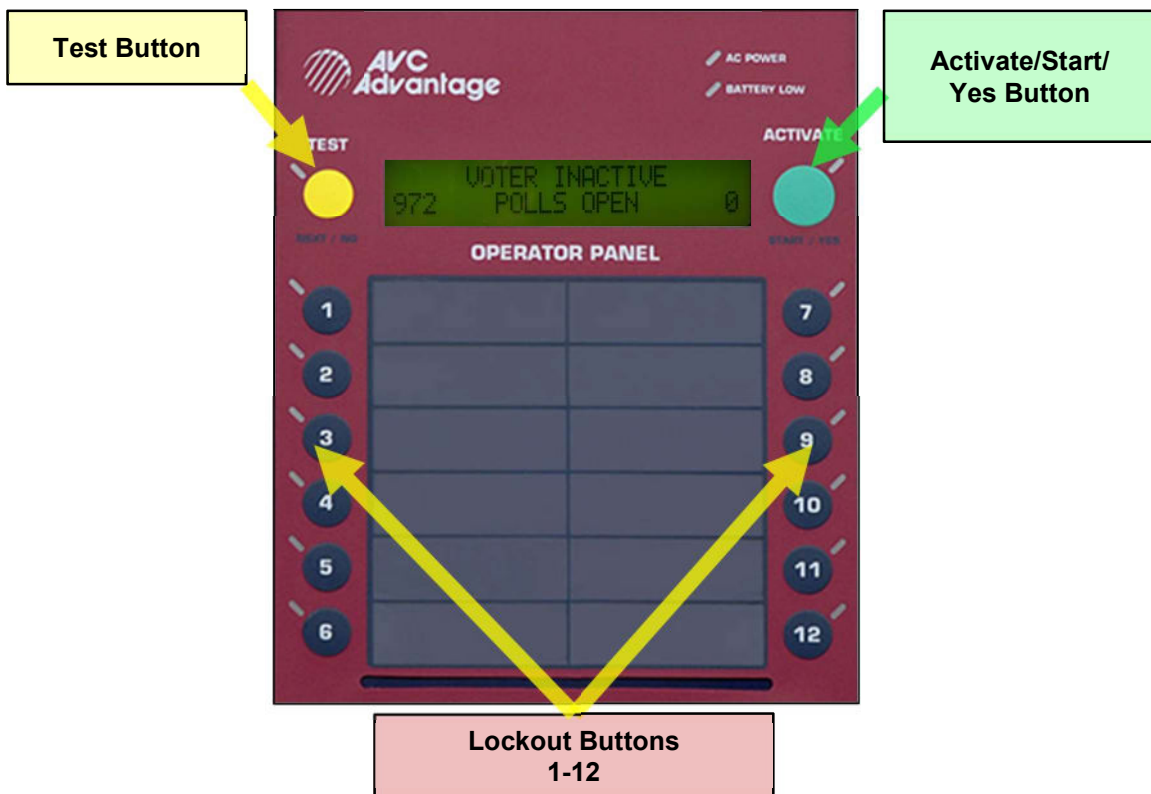 Test Button
Activate/Start/
Yes Button
AVC
Advantage
AC POWER
BATTERY LOW
TEST
ACTIVATE
VOTER INACTIVE
972 POLLS OPEN 0
NEXT / NO
START / YES
OPERATOR PANEL
1
7
2
8
3
9
4
10
5
11
6
12
Lockout Buttons
1-12